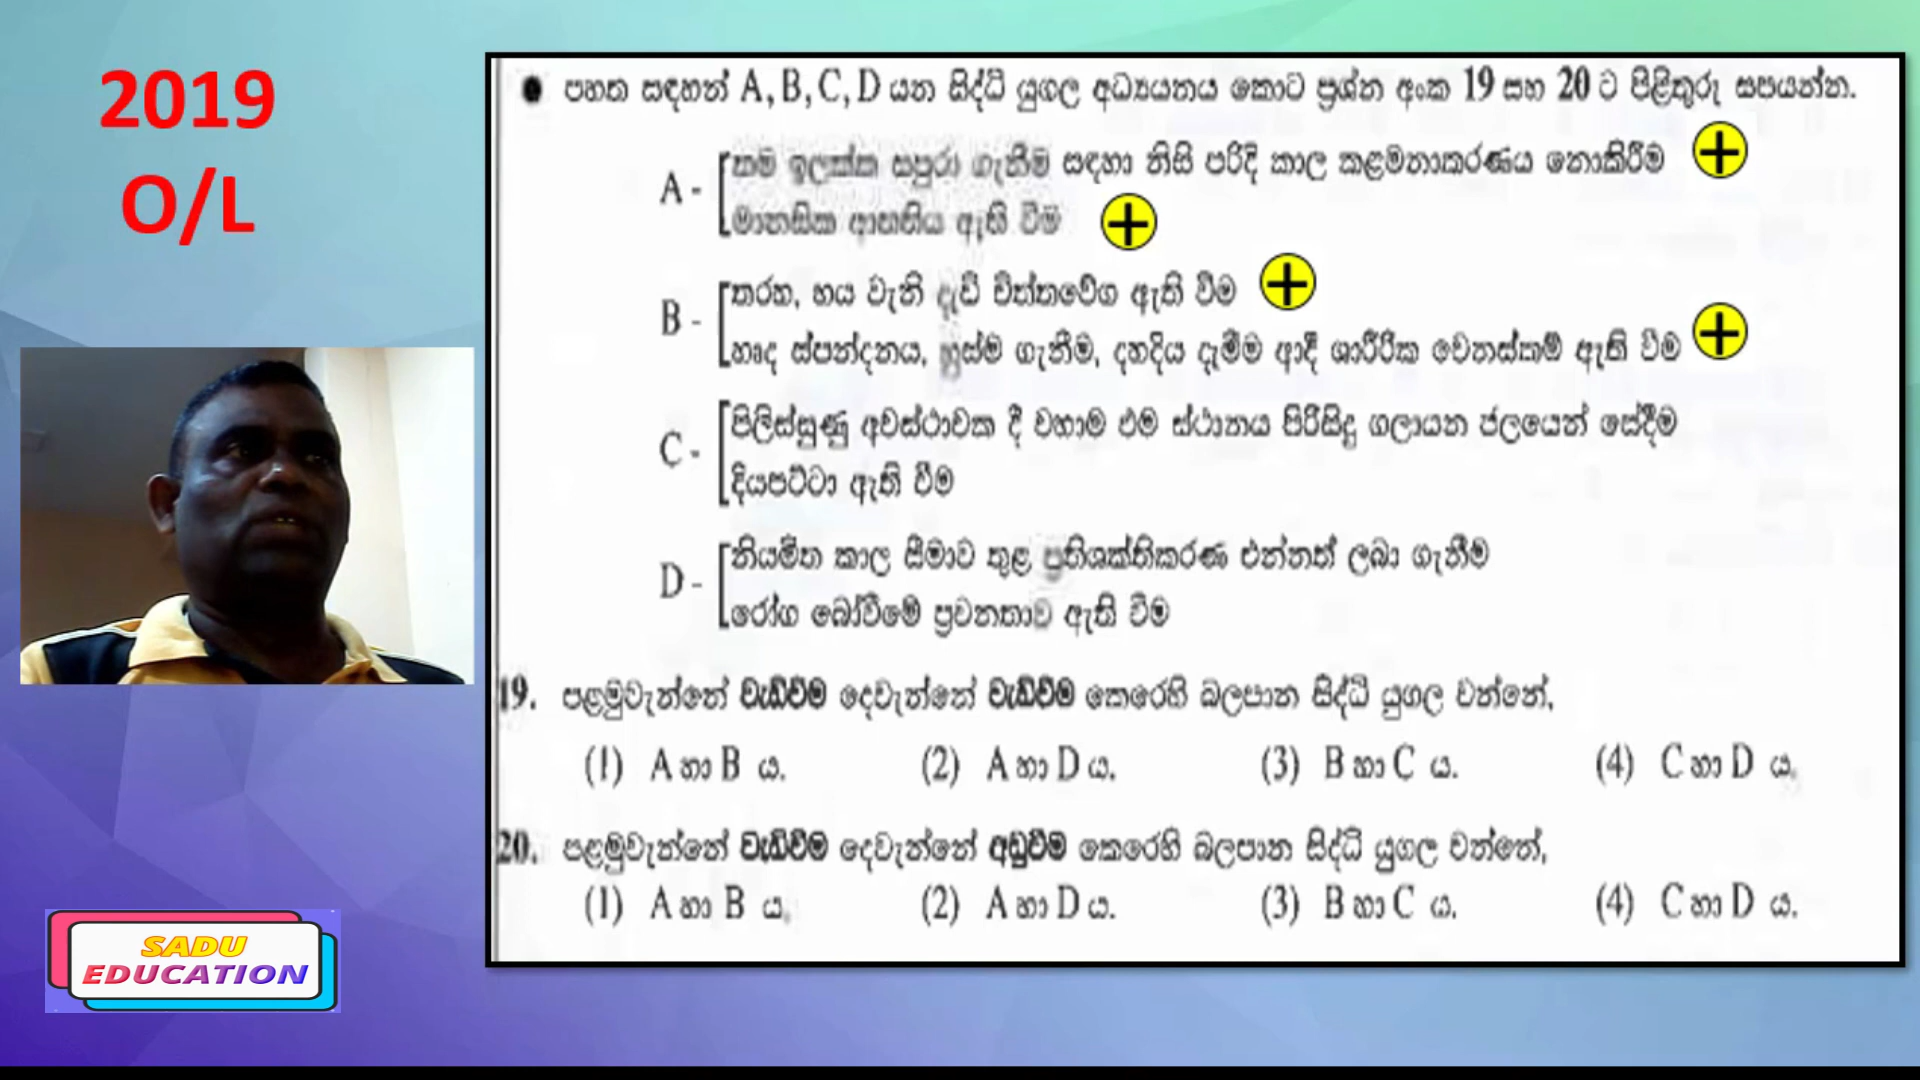 2019
O/L
● පහත සඳහන් A, B, C, D යන සිද්ධි යුගල අධ්‍යයනය කොට ප්‍රශ්න අංක 19 සහ 20 ට පිළිතුරු සපයන්න.
A - තම ඉලක්ක සපුරා ගැනීම සඳහා නිසි පරිදි කාල කළමනාකරණය නොකිරීම
මානසික ආතතිය ඇති වීම
B - තරහ, භය වැනි දැඩි චිත්තවේග ඇති වීම
හෘද ස්පන්දනය, හුස්ම ගැනීම, දහදිය දැමීම ආදී ශාරීරික වෙනස්කම් ඇති වීම
C - පිලිස්සුණු අවස්ථාවක දී වහාම එම ස්ථානය පිරිසිදු ගලායන ජලයෙන් සේදීම
දියපට්ටා ඇති වීම
D - නියමිත කාල සීමාව තුළ ප්‍රතිශක්තිකරණ එන්නත් ලබා ගැනීම
රෝග බෝවීමේ ප්‍රවනතාව ඇති වීම
19. පළමුවැන්නේ වැඩිවීම දෙවැන්නේ වැඩිවීම කෙරෙහි බලපාන සිද්ධි යුගල වන්නේ,
(1) A හා B ය. (2) A හා D ය. (3) B හා C ය. (4) C හා D ය.
20. පළමුවැන්නේ වැඩිවීම දෙවැන්නේ අඩුවීම කෙරෙහි බලපාන සිද්ධි යුගල වන්නේ,
(1) A හා B ය. (2) A හා D ය. (3) B හා C ය. (4) C හා D ය.
SADU
EDUCATION